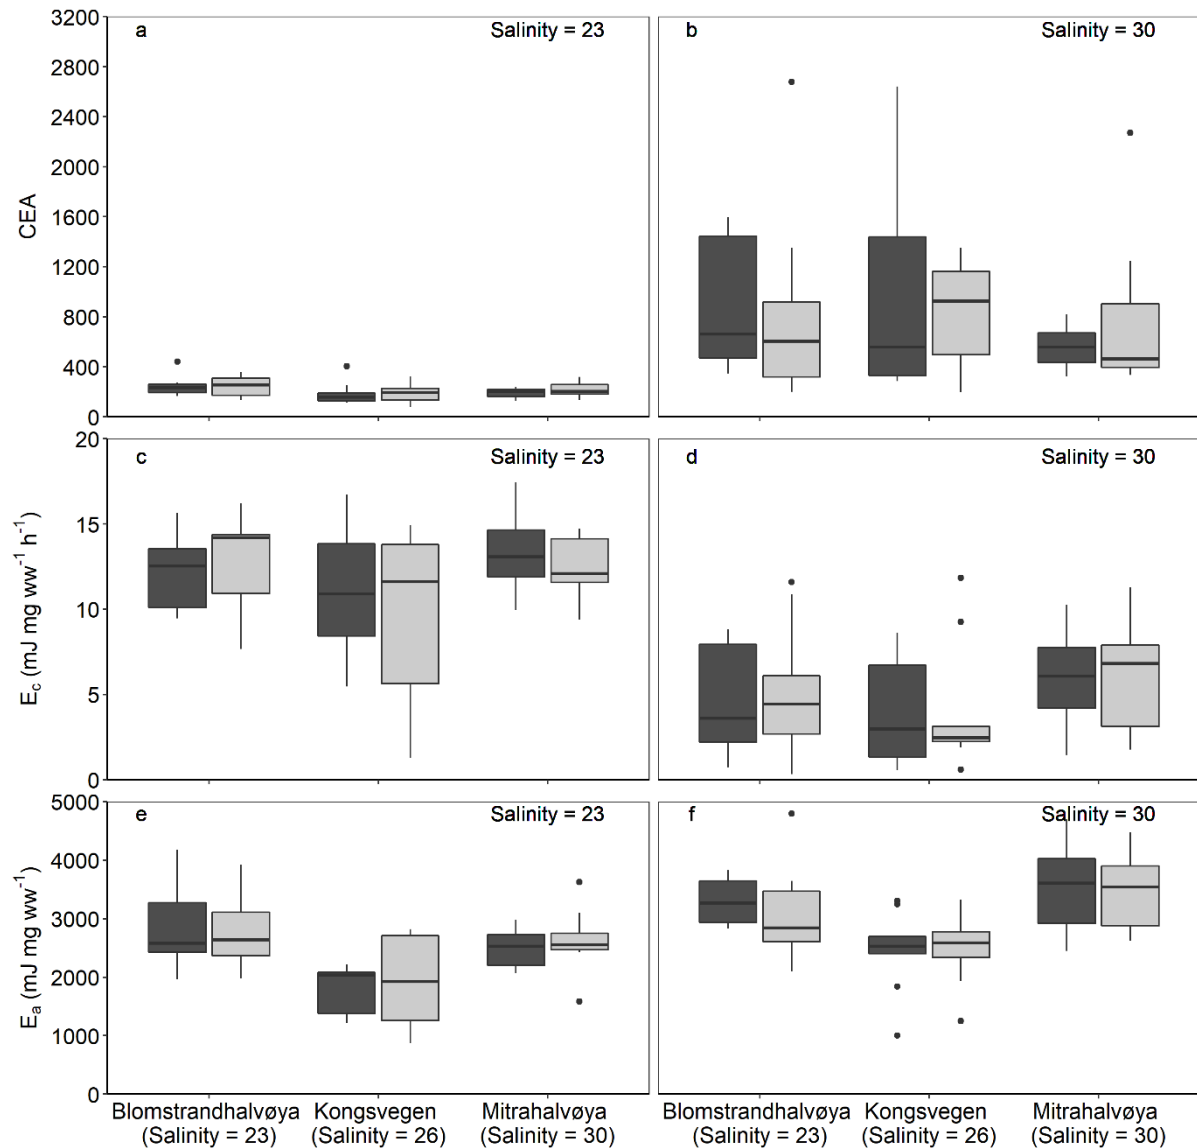 a
Salinity = 23
b
Salinity = 30
3200
2800
2400
2000
1600
1200
800
400
0
CEA
c
Salinity = 23
d
Salinity = 30
20
15
10
5
0
E_c (mJ mg ww⁻¹ h⁻¹)
e
Salinity = 23
f
Salinity = 30
5000
4000
3000
2000
1000
0
E_a (mJ mg ww⁻¹)
Blomstrandhalvøya
(Salinity = 23)
Kongsvegen
(Salinity = 26)
Mitrahalvøya
(Salinity = 30)
Blomstrandhalvøya
(Salinity = 23)
Kongsvegen
(Salinity = 26)
Mitrahalvøya
(Salinity = 30)